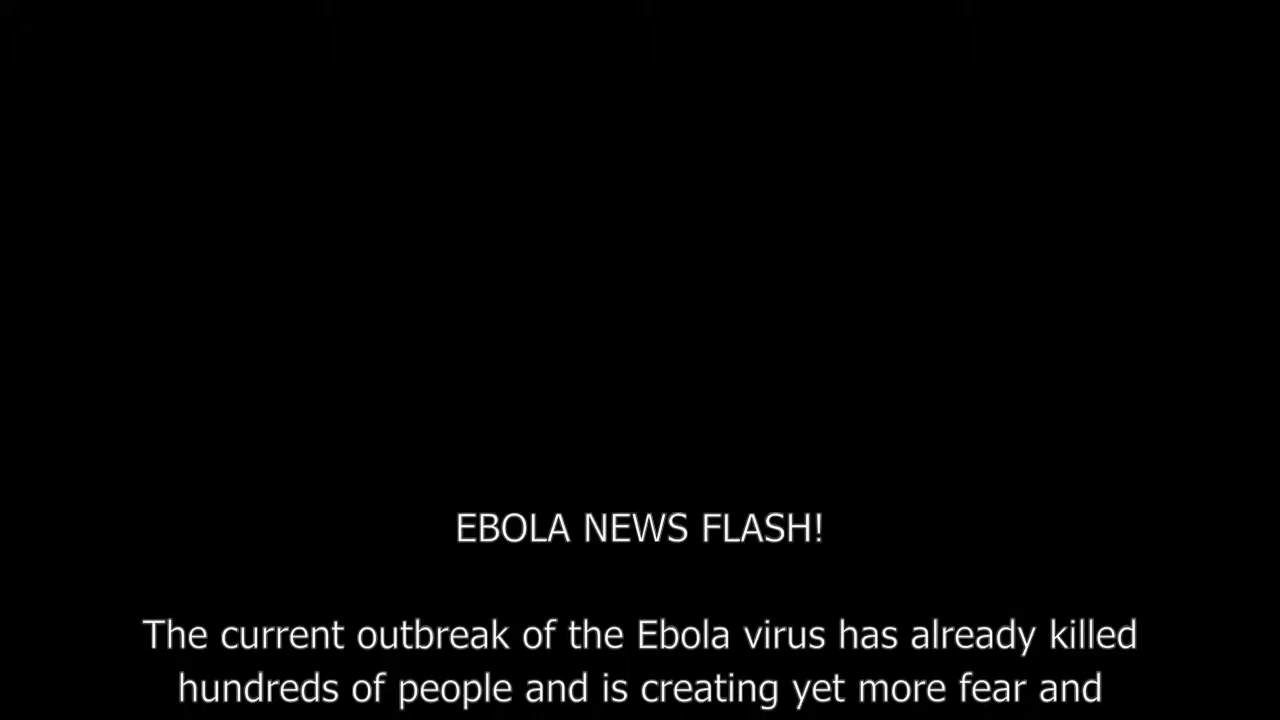 EBOLA NEWS FLASH!
The current outbreak of the Ebola virus has already killed
hundreds of people and is creating yet more fear and